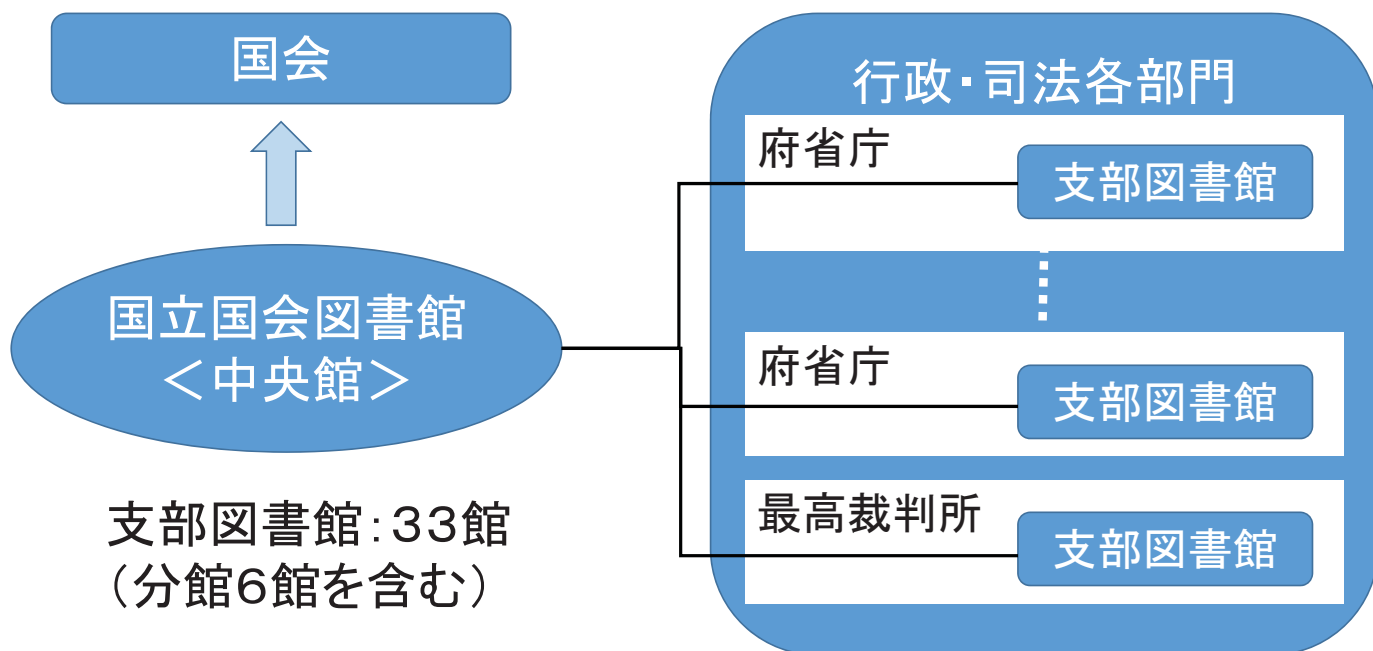 国会
国立国会図書館
＜中央館＞
支部図書館：３３館
（分館６館を含む）
行政・司法各部門
府省庁
支部図書館
府省庁
支部図書館
最高裁判所
支部図書館